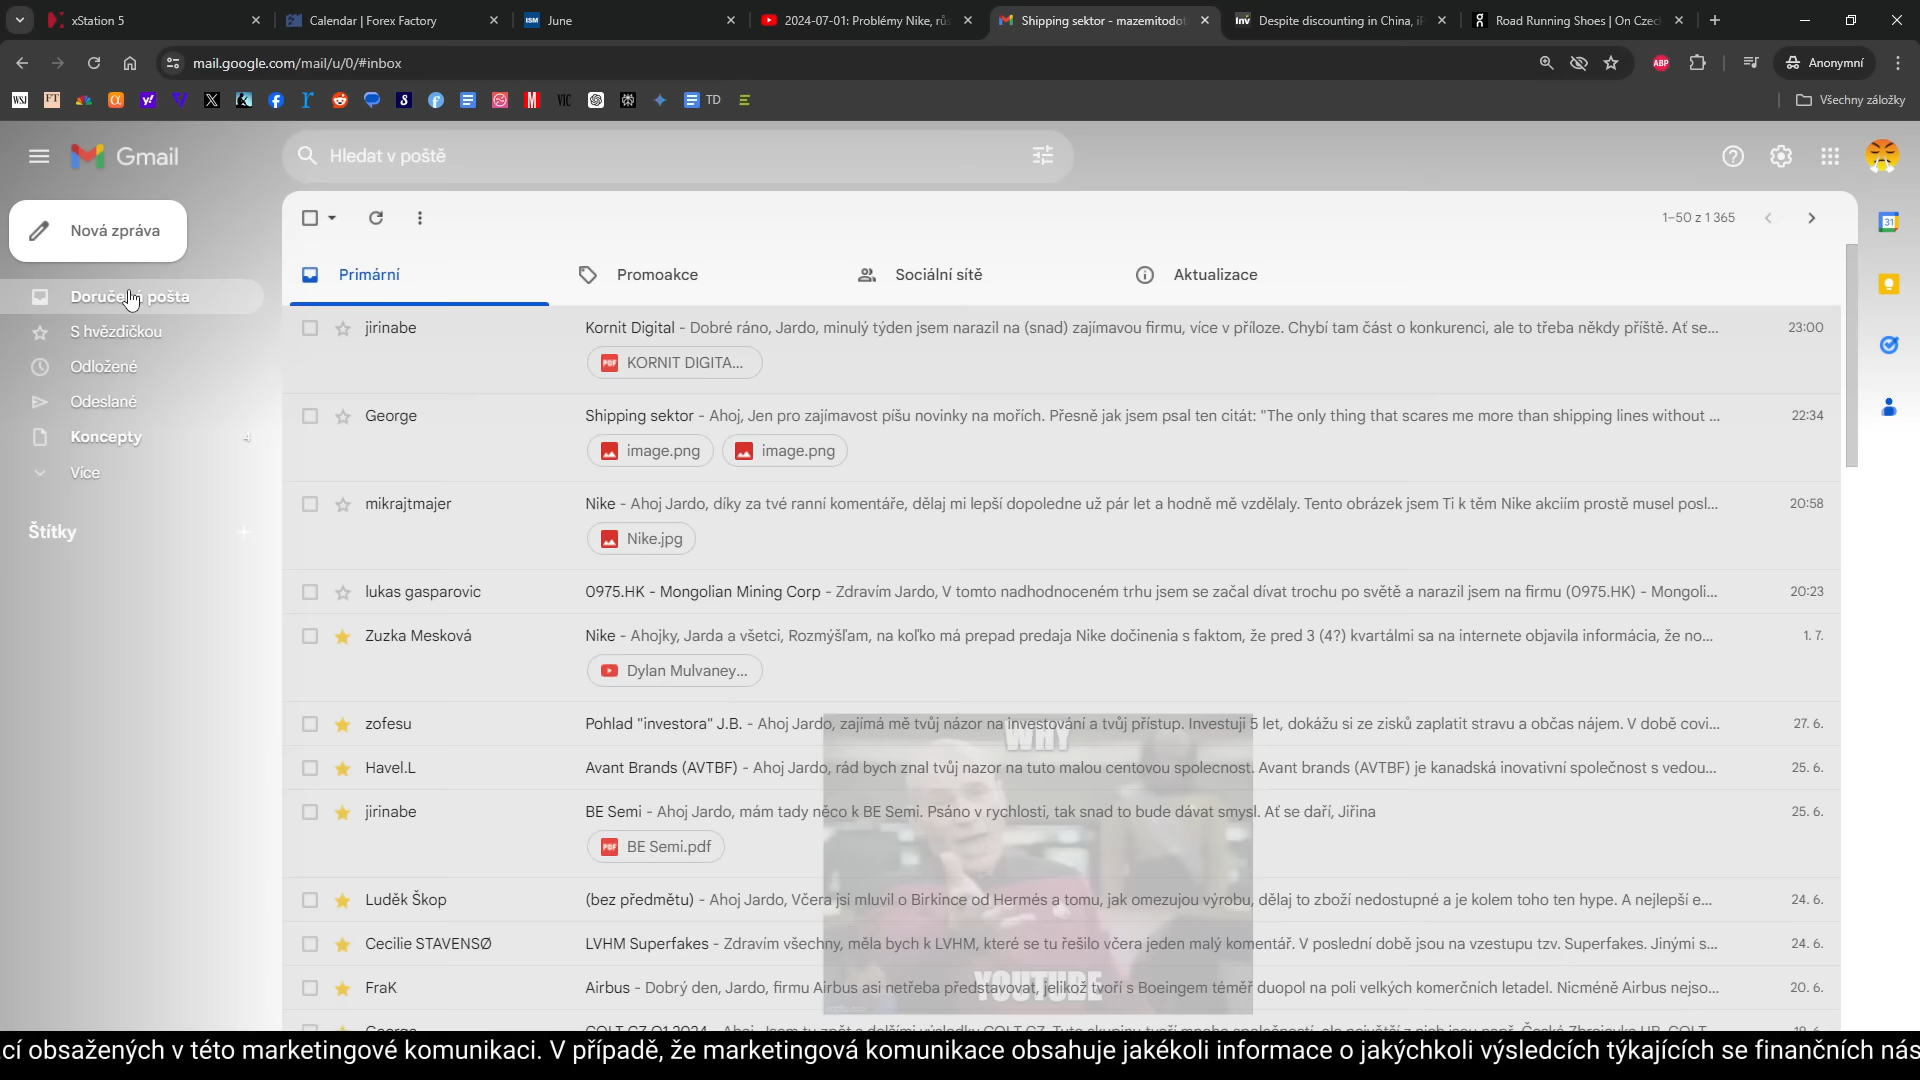 xStation 5
Calendar | Forex Factory
June
2024-07-01: Problémy Nike, růs
Shipping sektor - mazemitodot
Despite discounting in China, iP
Road Running Shoes | On Czec
mail.google.com/mail/u/0/#inbox
ABP
Anonymní
WSJ
FT
VIC
TD
Všechny záložky
Gmail
Hledat v poště
Nová zpráva
1–50 z 1 365
Primární
Promoakce
Sociální sítě
Aktualizace
Doručená pošta
S hvězdičkou
Odložené
Odeslané
Koncepty 4
Více
Štítky
jirinabe Kornit Digital - Dobré ráno, Jardo, minulý týden jsem narazil na (snad) zajímavou firmu, více v příloze. Chybí tam část o konkurenci, ale to třeba někdy příště. Ať se... 23:00
PDF KORNIT DIGITA...
George Shipping sektor - Ahoj, Jen pro zajímavost píšu novinky na mořích. Přesně jak jsem psal ten citát: "The only thing that scares me more than shipping lines without ... 22:34
image.png image.png
mikrajtmajer Nike - Ahoj Jardo, díky za tvé ranní komentáře, dělaj mi lepší dopoledne už pár let a hodně mě vzdělaly. Tento obrázek jsem Ti k těm Nike akciím prostě musel posl... 20:58
Nike.jpg
lukas gasparovic 0975.HK - Mongolian Mining Corp - Zdravím Jardo, V tomto nadhodnoceném trhu jsem se začal dívat trochu po světě a narazil jsem na firmu (0975.HK) - Mongoli... 20:23
Zuzka Mesková Nike - Ahojky, Jarda a všetci, Rozmýšľam, na koľko má prepad predaja Nike dočinenia s faktom, že pred 3 (4?) kvartálmi sa na internete objavila informácia, že no... 1. 7.
Dylan Mulvaney...
zofesu Pohlad "investora" J.B. - Ahoj Jardo, zajímá mě tvůj názor na investování a tvůj přístup. Investuji 5 let, dokážu si ze zisků zaplatit stravu a občas nájem. V době covi... 27. 6.
WHY
Havel.L Avant Brands (AVTBF) - Ahoj Jardo, rád bych znal tvůj nazor na tuto malou centovou spolecnost. Avant brands (AVTBF) je kanadská inovativní společnost s vedou... 25. 6.
jirinabe BE Semi - Ahoj Jardo, mám tady něco k BE Semi. Psáno v rychlosti, tak snad to bude dávat smysl. Ať se daří, Jiřina 25. 6.
PDF BE Semi.pdf
Luděk Škop (bez předmětu) - Ahoj Jardo, Včera jsi mluvil o Birkince od Hermés a tomu, jak omezujou výrobu, dělaj to zboží nedostupné a je kolem toho ten hype. A nejlepší e... 24. 6.
Cecilie STAVENSØ LVHM Superfakes - Zdravím všechny, měla bych k LVHM, které se tu řešilo včera jeden malý komentář. V poslední době jsou na vzestupu tzv. Superfakes. Jinými s... 24. 6.
FraK Airbus - Dobrý den, Jardo, firmu Airbus asi netřeba představovat, jelikož tvoří s Boeingem téměř duopol na poli velkých komerčních letadel. Nicméně Airbus nejso... 20. 6.
YOUTUBE
cí obsažených v této marketingové komunikaci. V případě, že marketingová komunikace obsahuje jakékoli informace o jakýchkoli výsledcích týkajících se finančních nás